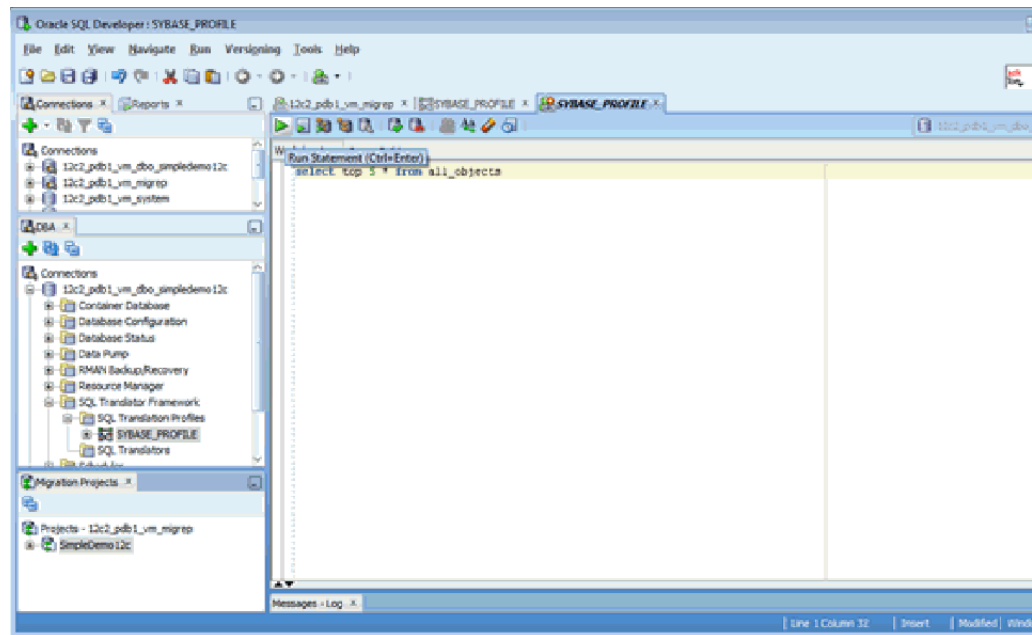 Oracle SQL Developer : SYBASE_PROFILE
File Edit View Navigate Run Versioning Tools Help
Connections Reports
12c2_pdb1_vm_migrep SYBASE_PROFILE SYBASE_PROFILE
Connections
12c2_pdb1_vm_dbo_simpledemo12c
12c2_pdb1_vm_migrep
12c2_pdb1_vm_system
12c2_pdb1_vm_dbo
Run Statement (Ctrl+Enter)
select top 5 * from all_objects
DBA
Connections
12c2_pdb1_vm_dbo_simpledemo12c
Container Database
Database Configuration
Database Status
Data Pump
RMAN Backup/Recovery
Resource Manager
SQL Translator Framework
SQL Translation Profiles
SYBASE_PROFILE
SQL Translators
Scheduler
Migration Projects
Projects - 12c2_pdb1_vm_migrep
SimpleDemo12c
Messages - Log
Line 1 Column 32 Insert Modified Wind